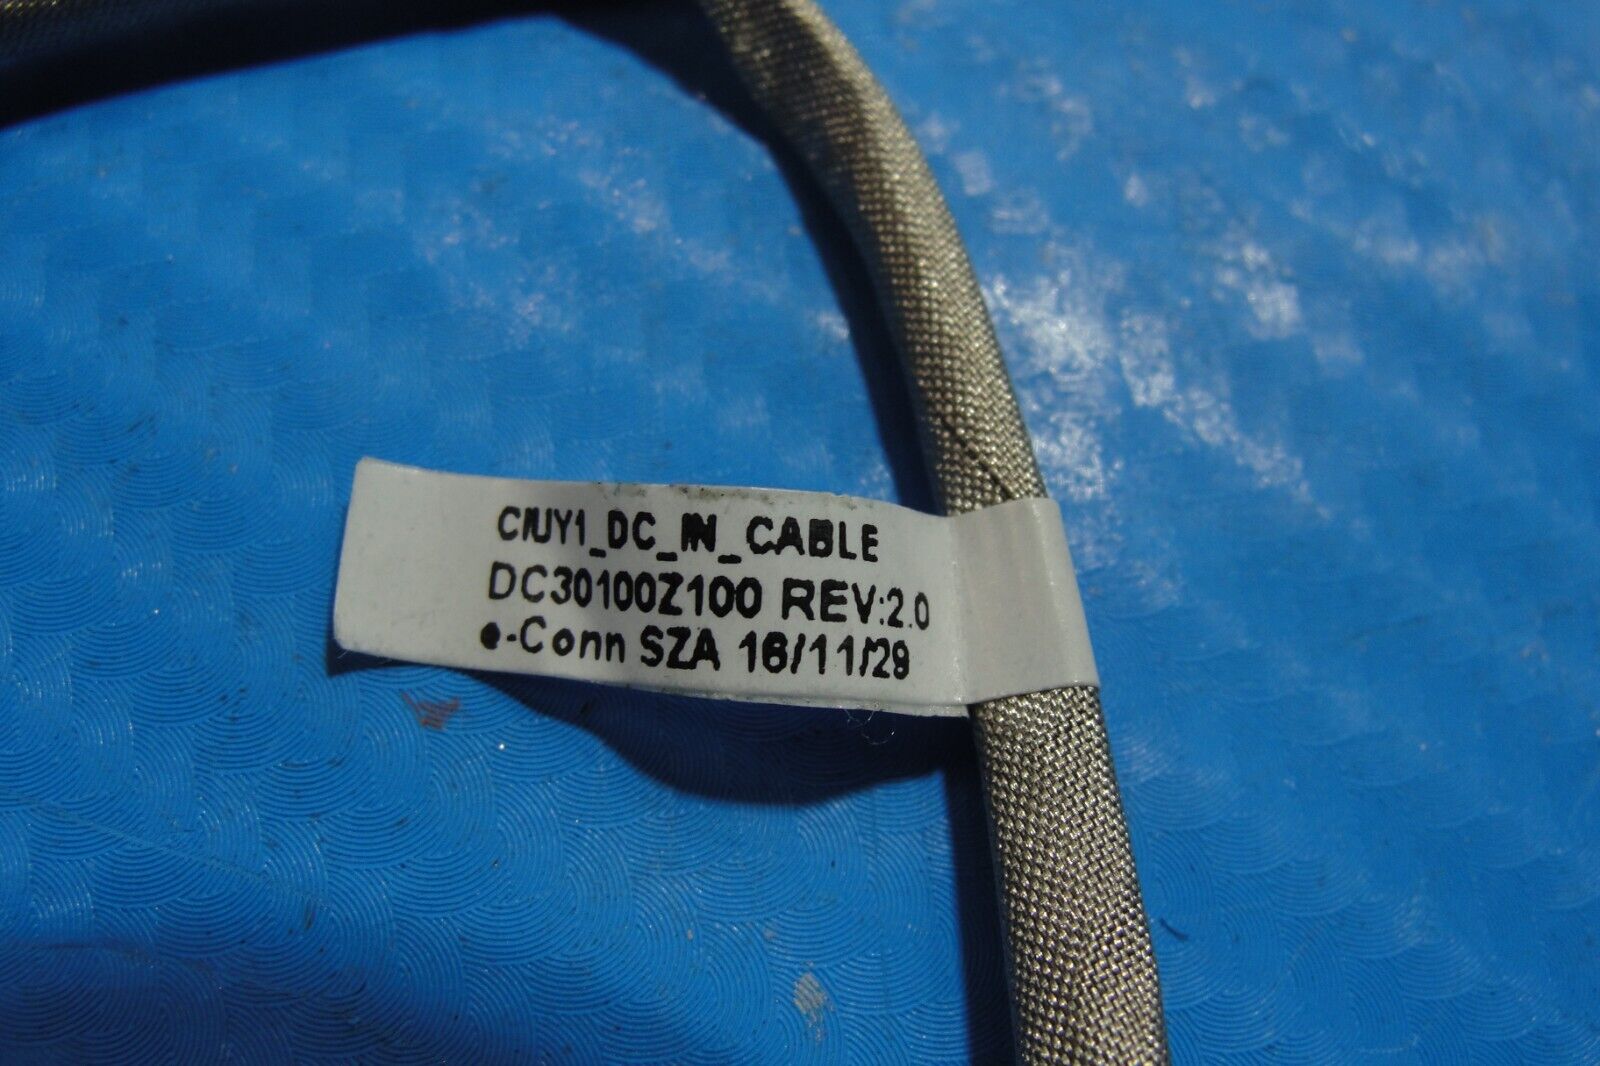 CIUY1_DC_IN_CABLE
DC30100Z100 REV:2.0
e-Conn SZA 16/11/29